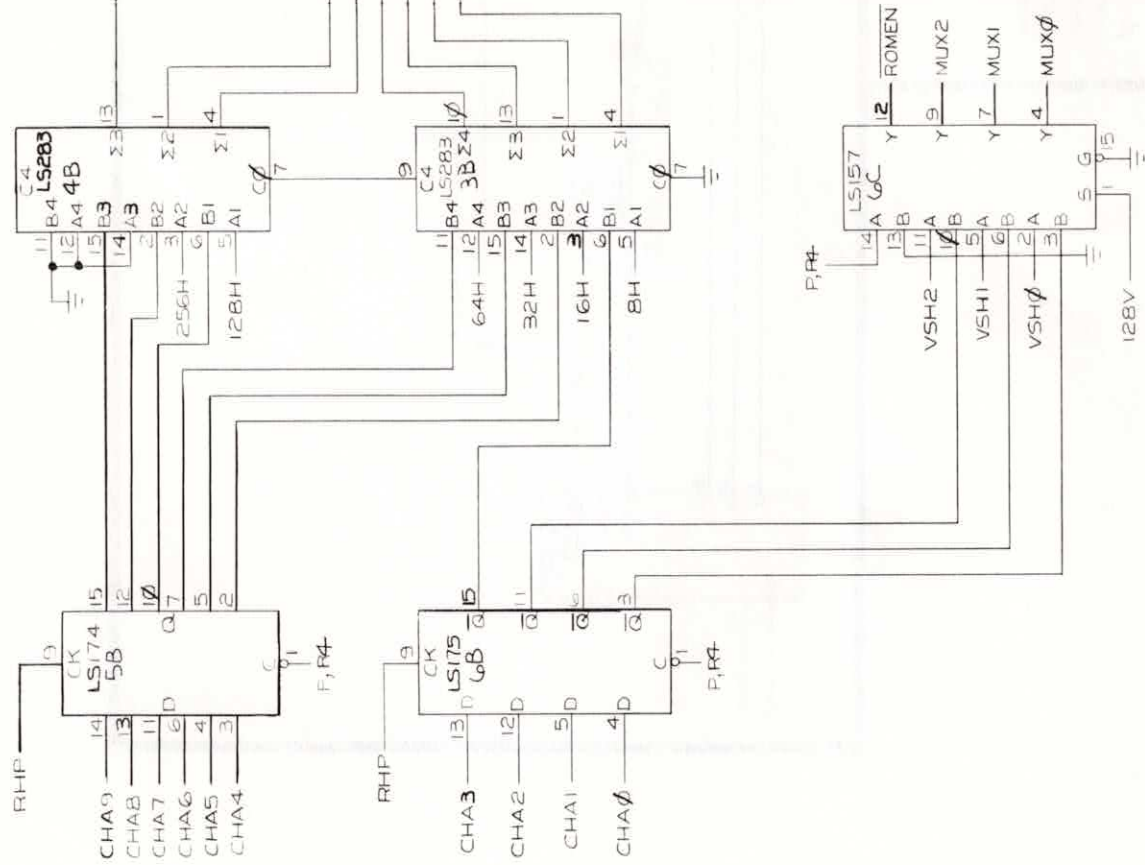 RHP
CHA9
CHA8
CHA7
CHA6
CHA5
CHA4
14
13
11
6 D
4
3
9
CK
LS174
5B
15
12
1Ø
Q 7
5
2
C
1
P, R4
RHP
CHA3
CHA2
CHA1
CHAØ
13 D
12 D
5 D
4 D
9
CK
LS175
6B
Q 15
Q 11
Q 6
Q 3
C
1
P, R4
C4
LS283
4B
11 B4
12 A4
15 B3
14 A3
2 B2
3 A2
6 B1
5 A1
256H
128H
Σ3 13
Σ2 1
Σ1 4
CØ
7
9
C4
LS283
3B
11 B4
12 A4
15 B3
14 A3
2 B2
3 A2
6 B1
5 A1
64H
32H
16H
8H
Σ4 1Ø
Σ3 13
Σ2 1
Σ1 4
CØ
7
P, R4
LS157
6C
14 A
13 B
11 A
1Ø B
5 A
6 B
2 A
3 B
VSH2
VSH1
VSHØ
128V
Y 12 ROMEN
Y 9 MUX2
Y 7 MUX1
Y 4 MUXØ
S
1
G
15